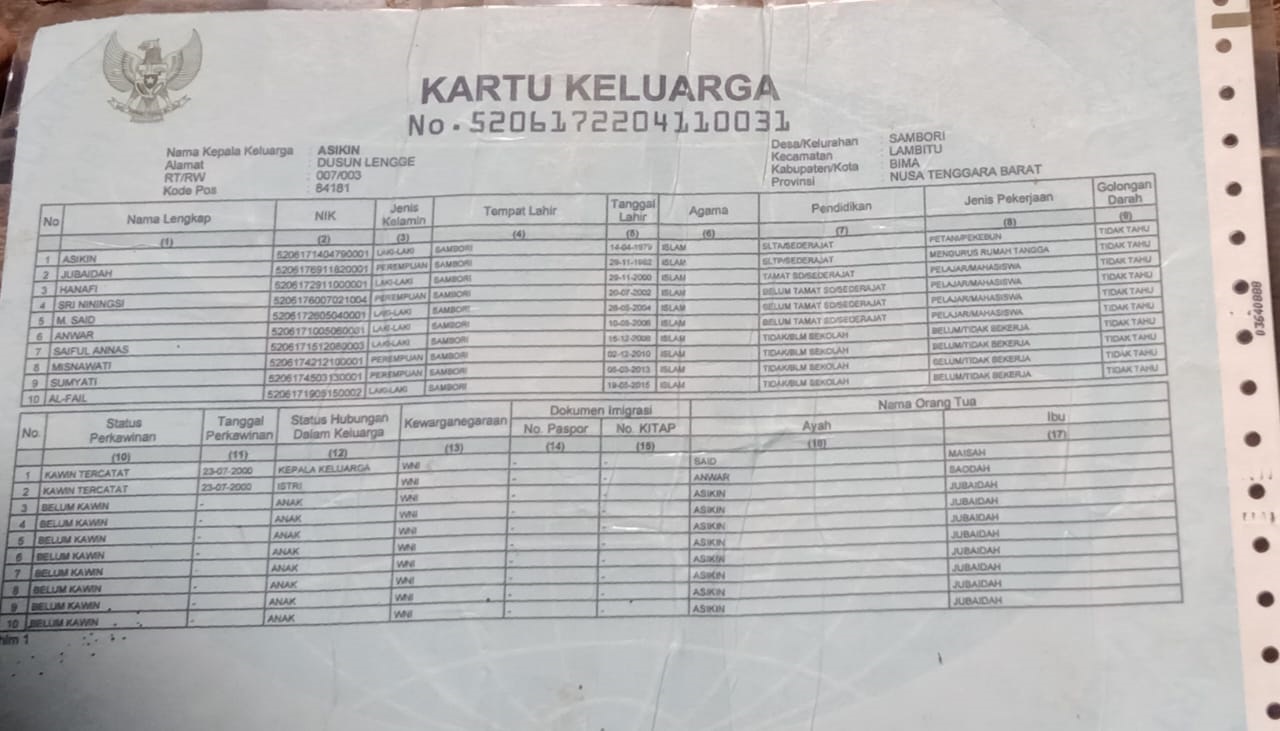 KARTU KELUARGA
No. 5206172204110031
Nama Kepala Keluarga : ASIKIN
Alamat : DUSUN LENGGE
RT/RW : 007/003
Kode Pos : 84181
Desa/Kelurahan : SAMBORI
Kecamatan : LAMBITU
Kabupaten/Kota : BIMA
Provinsi : NUSA TENGGARA BARAT
No Nama Lengkap NIK Jenis Kelamin Tempat Lahir Tanggal Lahir Agama Pendidikan Jenis Pekerjaan Golongan Darah
(1) (2) (3) (4) (5) (6) (7) (8) (9)
1 ASIKIN 5206171404790001 LAKI-LAKI SAMBORI 14-04-1979 ISLAM SLTA/SEDERAJAT PETANI/PEKEBUN TIDAK TAHU
2 JUBAIDAH 5206176911820001 PEREMPUAN SAMBORI 29-11-1982 ISLAM SLTP/SEDERAJAT MENGURUS RUMAH TANGGA TIDAK TAHU
3 HANAFI 5206172911000001 LAKI-LAKI SAMBORI 29-11-2000 ISLAM TAMAT SD/SEDERAJAT PELAJAR/MAHASISWA TIDAK TAHU
4 SRI NININGSI 5206176007021004 PEREMPUAN SAMBORI 20-07-2002 ISLAM BELUM TAMAT SD/SEDERAJAT PELAJAR/MAHASISWA TIDAK TAHU
5 M. SAID 5206172605040001 LAKI-LAKI SAMBORI 26-05-2004 ISLAM BELUM TAMAT SD/SEDERAJAT PELAJAR/MAHASISWA TIDAK TAHU
6 ANWAR LAKI-LAKI SAMBORI ISLAM BELUM TAMAT SD/SEDERAJAT PELAJAR/MAHASISWA TIDAK TAHU
7 SAIFUL ANNAS LAKI-LAKI SAMBORI 15-12-2008 ISLAM TIDAK/BLM SEKOLAH BELUM/TIDAK BEKERJA TIDAK TAHU
8 MISNAWATI 5206174212100001 PEREMPUAN SAMBORI 02-12-2010 ISLAM TIDAK/BLM SEKOLAH BELUM/TIDAK BEKERJA TIDAK TAHU
9 SUMYATI 5206174503130001 PEREMPUAN SAMBORI 05-03-2013 ISLAM TIDAK/BLM SEKOLAH BELUM/TIDAK BEKERJA TIDAK TAHU
10 AL-FAIL 5206171905150002 LAKI-LAKI SAMBORI 19-05-2015 ISLAM TIDAK/BLM SEKOLAH BELUM/TIDAK BEKERJA TIDAK TAHU
No. Status Perkawinan Tanggal Perkawinan Status Hubungan Dalam Keluarga Kewarganegaraan Dokumen Imigrasi Nama Orang Tua
No. Paspor No. KITAP Ayah Ibu
(10) (11) (12) (13) (14) (15) (16) (17)
1 KAWIN TERCATAT 23-07-2000 KEPALA KELUARGA WNI - - SAID MAISAH
2 KAWIN TERCATAT 23-07-2000 ISTRI WNI - - ANWAR SAODAH
3 BELUM KAWIN - ANAK WNI - - ASIKIN JUBAIDAH
4 BELUM KAWIN - ANAK WNI - - ASIKIN JUBAIDAH
5 BELUM KAWIN - ANAK WNI - - ASIKIN JUBAIDAH
6 BELUM KAWIN - ANAK WNI - - ASIKIN JUBAIDAH
7 BELUM KAWIN - ANAK WNI - - ASIKIN JUBAIDAH
8 BELUM KAWIN - ANAK WNI - - ASIKIN JUBAIDAH
9 BELUM KAWIN - ANAK WNI - - ASIKIN JUBAIDAH
10 BELUM KAWIN - ANAK WNI - - ASIKIN JUBAIDAH
hlm 1
03640888